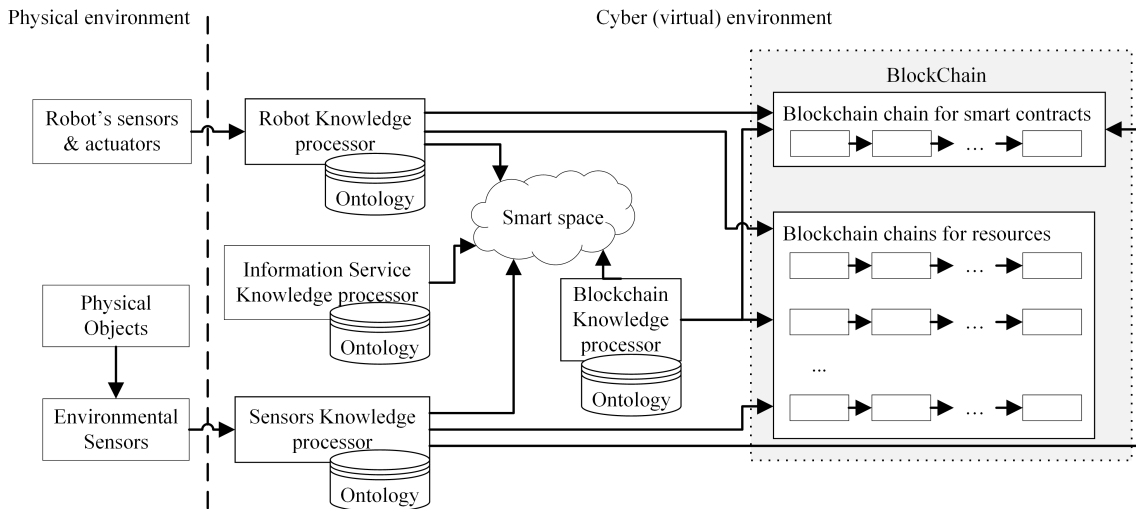 Physical environment
Cyber (virtual) environment
BlockChain
Robot's sensors
& actuators
Robot Knowledge
processor
Ontology
Blockchain chain for smart contracts
...
Smart space
Information Service
Knowledge processor
Ontology
Blockchain
Knowledge
processor
Ontology
Blockchain chains for resources
...
...
...
...
Physical
Objects
Environmental
Sensors
Sensors Knowledge
processor
Ontology